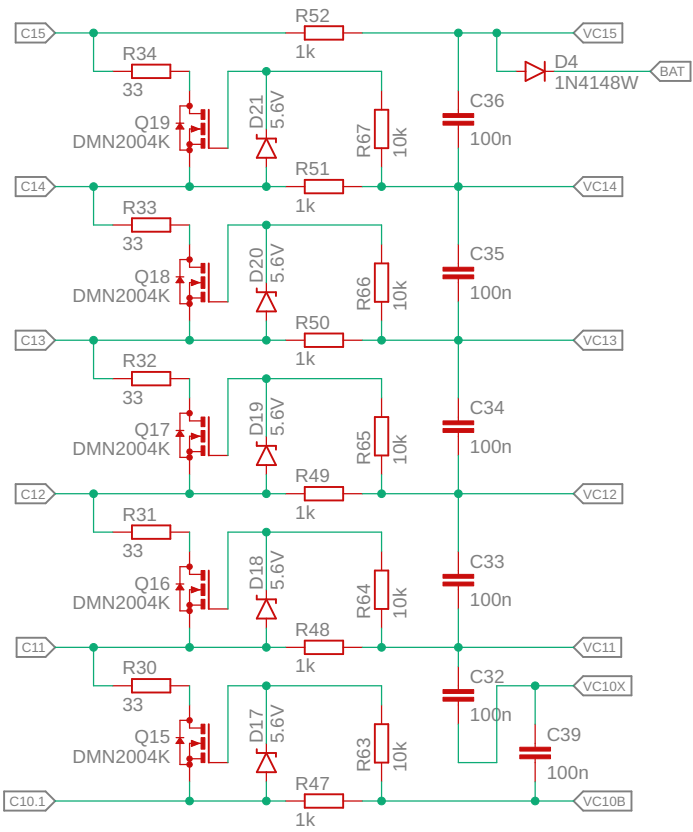 R52
C15
VC15
1k
R34
D4
BAT
33
1N4148W
D21
5.6V
C36
Q19
DMN2004K
R67
10k
100n
R51
C14
VC14
1k
R33
33
D20
5.6V
C35
Q18
DMN2004K
R66
10k
100n
R50
C13
VC13
1k
R32
33
D19
5.6V
C34
Q17
DMN2004K
R65
10k
100n
R49
C12
VC12
1k
R31
33
D18
5.6V
C33
Q16
DMN2004K
R64
10k
100n
R48
C11
VC11
1k
R30
C32
VC10X
33
100n
D17
5.6V
Q15
DMN2004K
R63
10k
C39
100n
R47
C10.1
VC10B
1k